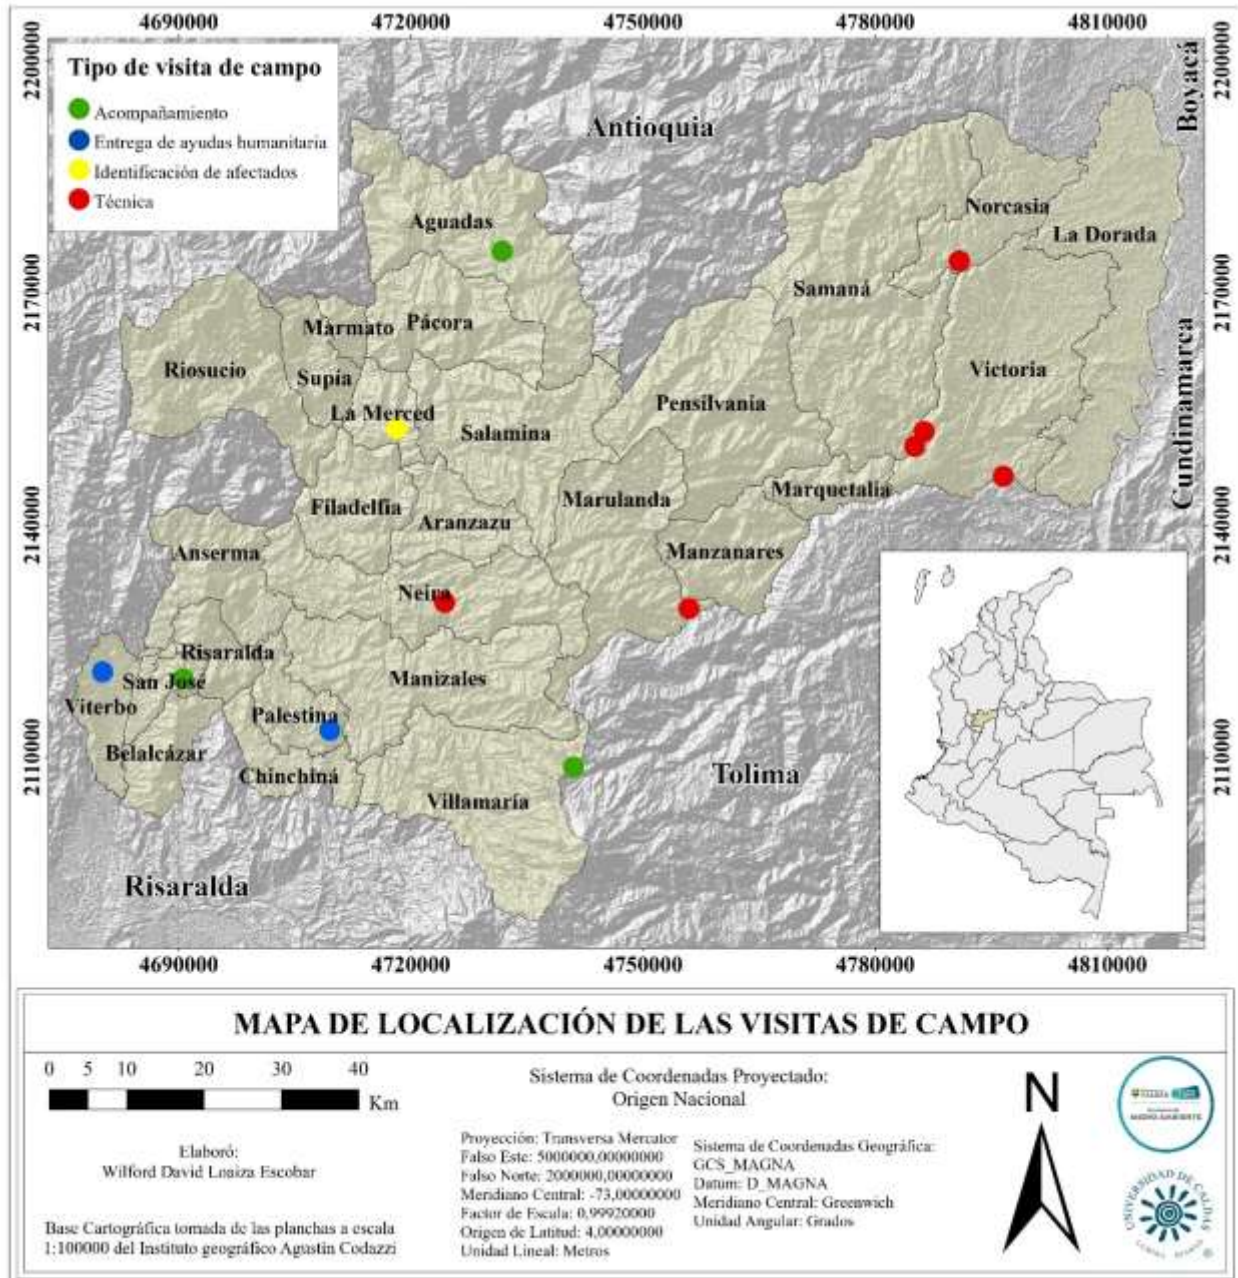 4690000 4720000 4750000 4780000 4810000
2200000
2200000
Tipo de visita de campo
Acompañamiento
Entrega de ayudas humanitaria
Identificación de afectados
Técnica
Boyacá
Antioquia
Norcasia
Aguadas
La Dorada
2170000
2170000
Samaná
Marmato
Pácora
Cundinamarca
Riosucio
Supía
Victoria
La Merced
Pensilvania
Salamina
Marulanda
Marquetalia
Filadelfia
Aranzazu
2140000
2140000
Anserma
Manzanares
Neira
Risaralda
San José
Manizales
Viterbo
Palestina
Belalcázar
2110000
2110000
Chinchiná
Tolima
Villamaría
Risaralda
4690000 4720000 4750000 4780000 4810000
MAPA DE LOCALIZACIÓN DE LAS VISITAS DE CAMPO
0 5 10 20 30 40
Km
Sistema de Coordenadas Proyectado:
Origen Nacional
N
Elaboró:
Wilford David Loaiza Escobar
Proyección: Transversa Mercator
Falso Este: 5000000,00000000
Falso Norte: 2000000,00000000
Meridiano Central: -73,00000000
Factor de Escala: 0,99920000
Origen de Latitud: 4,00000000
Unidad Lineal: Metros
Sistema de Coordenadas Geográfica:
GCS_MAGNA
Datum: D_MAGNA
Meridiano Central: Greenwich
Unidad Angular: Grados
Base Cartográfica tomada de las planchas a escala
1:100000 del Instituto geográfico Agustin Codazzi
MEDIO AMBIENTE
UNIVERSIDAD DE CALDAS